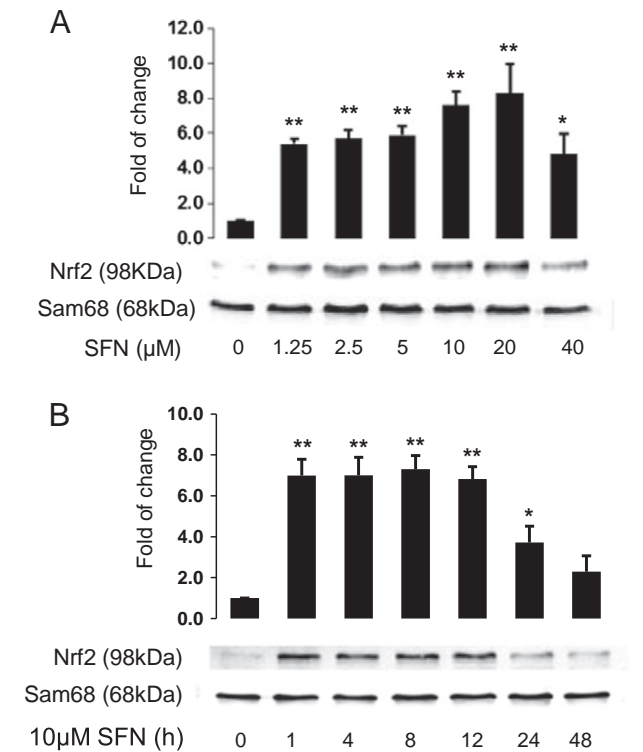 A
12.0
10.0
8.0
6.0
4.0
2.0
0.0
Fold of change
** ** ** ** ** *
Nrf2 (98KDa)
Sam68 (68kDa)
SFN (µM) 0 1.25 2.5 5 10 20 40
B
10.0
8.0
6.0
4.0
2.0
0.0
Fold of change
** ** ** ** *
Nrf2 (98kDa)
Sam68 (68kDa)
10µM SFN (h) 0 1 4 8 12 24 48